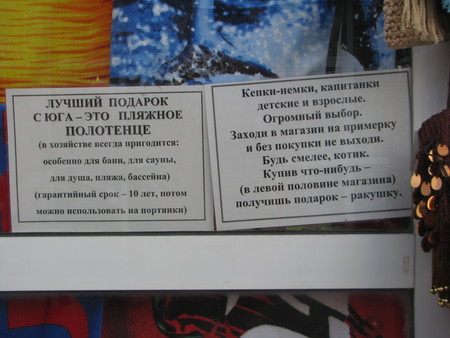 ЛУЧШИЙ ПОДАРОК
С ЮГА – ЭТО ПЛЯЖНОЕ
ПОЛОТЕНЦЕ
(в хозяйстве всегда пригодится:
особенно для бани, для сауны,
для душа, пляжа, бассейна)
(гарантийный срок – 10 лет, потом
можно использовать на портянки)
Кепки-немки, капитанки
детские и взрослые.
Огромный выбор.
Заходи в магазин на примерку
и без покупки не выходи.
Будь смелее, котик.
Купив что-нибудь –
(в левой половине магазина)
получишь подарок – ракушку.